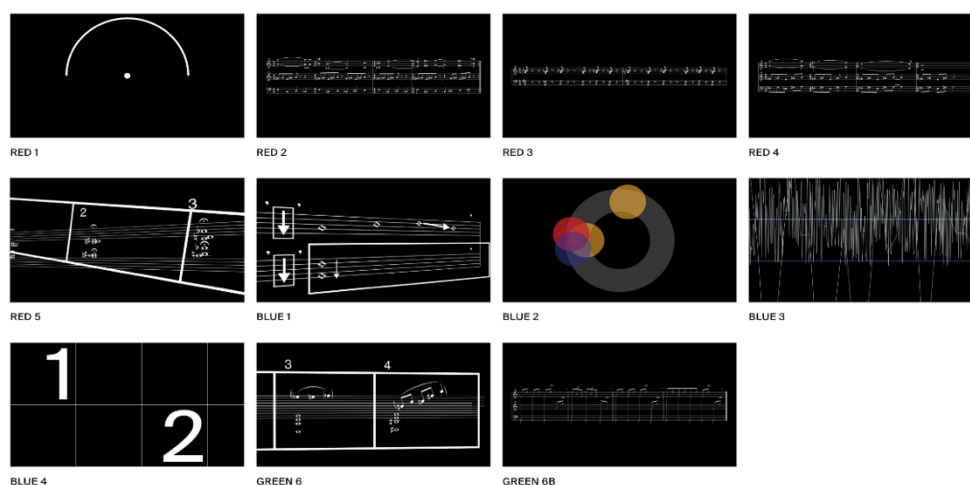 RED 1
RED 2
RED 3
RED 4
2
3
RED 5
BLUE 1
BLUE 2
BLUE 3
1
2
3
4
BLUE 4
GREEN 6
GREEN 6B